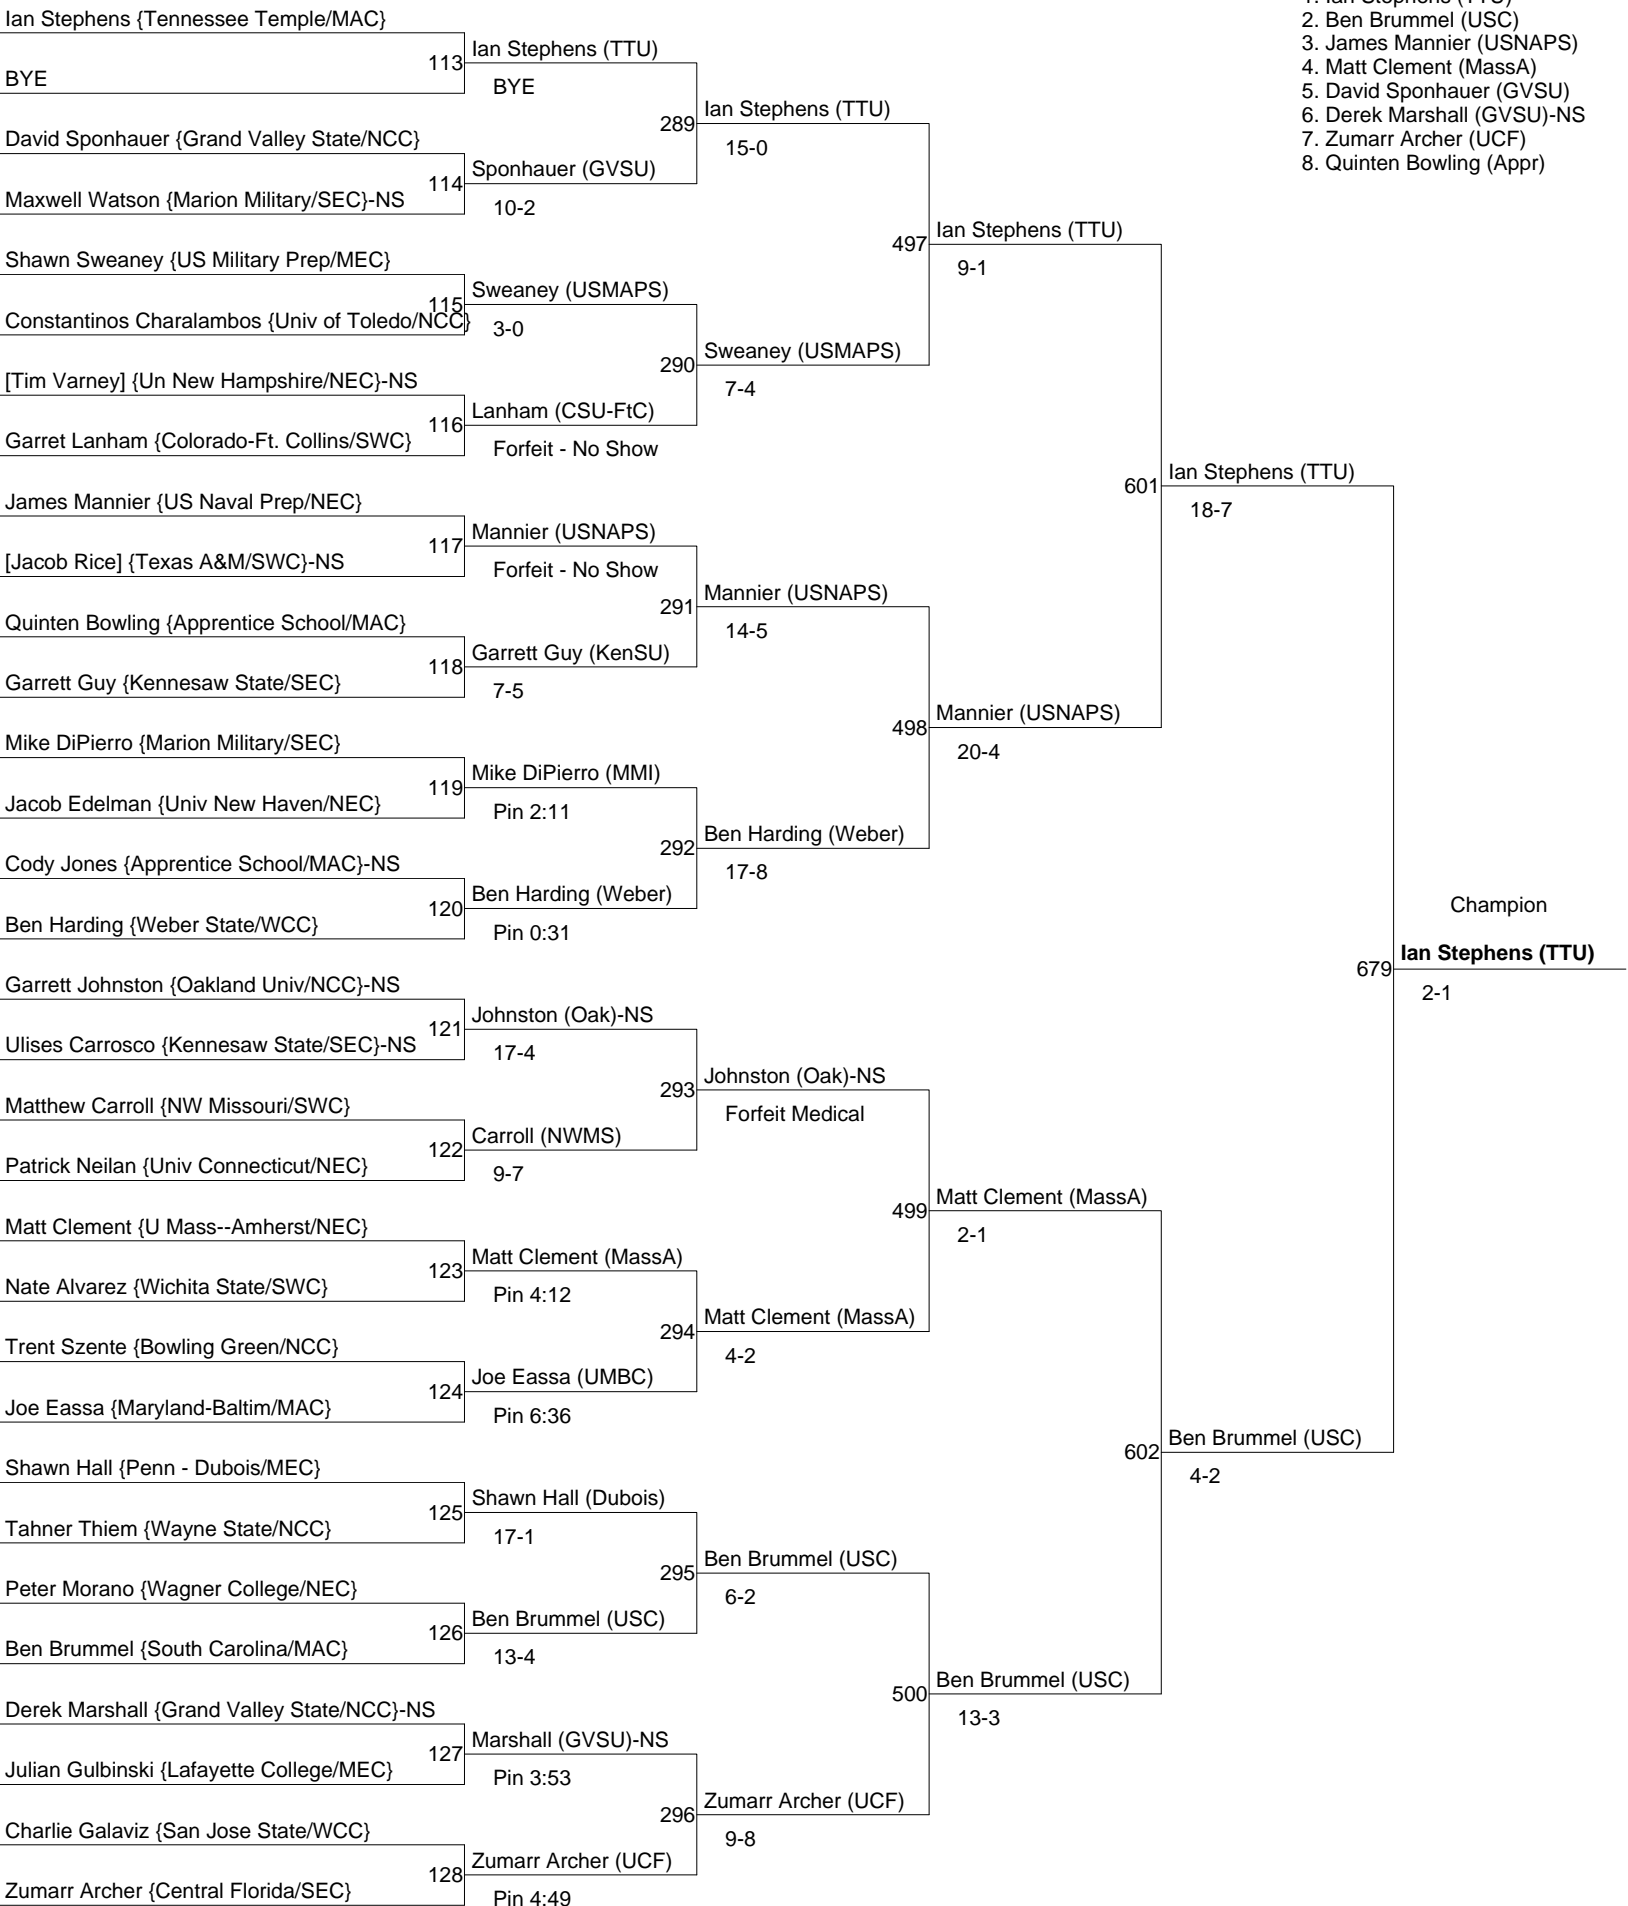 1. Ian Stephens (TTU)
2. Ben Brummel (USC)
3. James Mannier (USNAPS)
4. Matt Clement (MassA)
5. David Sponhauer (GVSU)
6. Derek Marshall (GVSU)-NS
7. Zumarr Archer (UCF)
8. Quinten Bowling (Appr)
Ian Stephens {Tennessee Temple/MAC}
BYE
David Sponhauer {Grand Valley State/NCC}
Maxwell Watson {Marion Military/SEC}-NS
Shawn Sweaney {US Military Prep/MEC}
Constantinos Charalambos {Univ of Toledo/NCC}
[Tim Varney] {Un New Hampshire/NEC}-NS
Garret Lanham {Colorado-Ft. Collins/SWC}
James Mannier {US Naval Prep/NEC}
[Jacob Rice] {Texas A&M/SWC}-NS
Quinten Bowling {Apprentice School/MAC}
Garrett Guy {Kennesaw State/SEC}
Mike DiPierro {Marion Military/SEC}
Jacob Edelman {Univ New Haven/NEC}
Cody Jones {Apprentice School/MAC}-NS
Ben Harding {Weber State/WCC}
Garrett Johnston {Oakland Univ/NCC}-NS
Ulises Carrosco {Kennesaw State/SEC}-NS
Matthew Carroll {NW Missouri/SWC}
Patrick Neilan {Univ Connecticut/NEC}
Matt Clement {U Mass--Amherst/NEC}
Nate Alvarez {Wichita State/SWC}
Trent Szente {Bowling Green/NCC}
Joe Eassa {Maryland-Baltim/MAC}
Shawn Hall {Penn - Dubois/MEC}
Tahner Thiem {Wayne State/NCC}
Peter Morano {Wagner College/NEC}
Ben Brummel {South Carolina/MAC}
Derek Marshall {Grand Valley State/NCC}-NS
Julian Gulbinski {Lafayette College/MEC}
Charlie Galaviz {San Jose State/WCC}
Zumarr Archer {Central Florida/SEC}
113
Ian Stephens (TTU)
BYE
114
Sponhauer (GVSU)
10-2
115
Sweaney (USMAPS)
3-0
116
Lanham (CSU-FtC)
Forfeit - No Show
117
Mannier (USNAPS)
Forfeit - No Show
118
Garrett Guy (KenSU)
7-5
119
Mike DiPierro (MMI)
Pin 2:11
120
Ben Harding (Weber)
Pin 0:31
121
Johnston (Oak)-NS
17-4
122
Carroll (NWMS)
9-7
123
Matt Clement (MassA)
Pin 4:12
124
Joe Eassa (UMBC)
Pin 6:36
125
Shawn Hall (Dubois)
17-1
126
Ben Brummel (USC)
13-4
127
Marshall (GVSU)-NS
Pin 3:53
128
Zumarr Archer (UCF)
Pin 4:49
289
Ian Stephens (TTU)
15-0
290
Sweaney (USMAPS)
7-4
291
Mannier (USNAPS)
14-5
292
Ben Harding (Weber)
17-8
293
Johnston (Oak)-NS
Forfeit Medical
294
Matt Clement (MassA)
4-2
295
Ben Brummel (USC)
6-2
296
Zumarr Archer (UCF)
9-8
497
Ian Stephens (TTU)
9-1
498
Mannier (USNAPS)
20-4
499
Matt Clement (MassA)
2-1
500
Ben Brummel (USC)
13-3
601
Ian Stephens (TTU)
18-7
602
Ben Brummel (USC)
4-2
Champion
679
Ian Stephens (TTU)
2-1